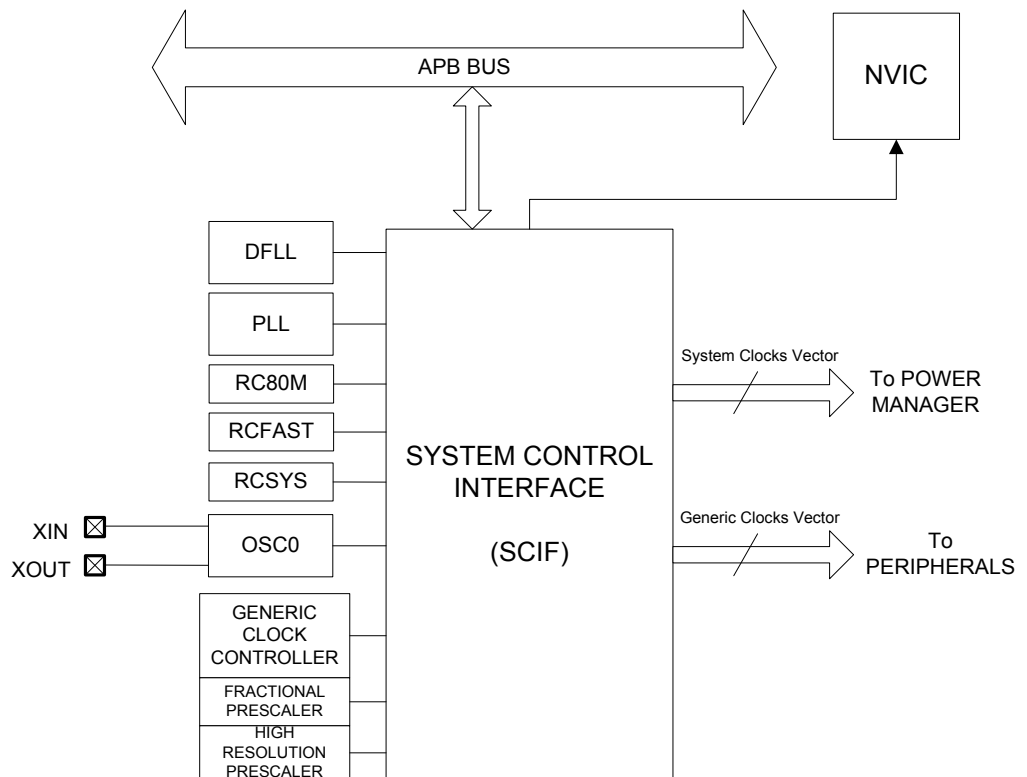 APB BUS
NVIC
DFLL
PLL
RC80M
RCFAST
RCSYS
XIN
XOUT
OSC0
GENERIC
CLOCK
CONTROLLER
FRACTIONAL
PRESCALER
HIGH
RESOLUTION
PRESCALER
SYSTEM CONTROL
INTERFACE
(SCIF)
System Clocks Vector
To POWER
MANAGER
Generic Clocks Vector
To
PERIPHERALS